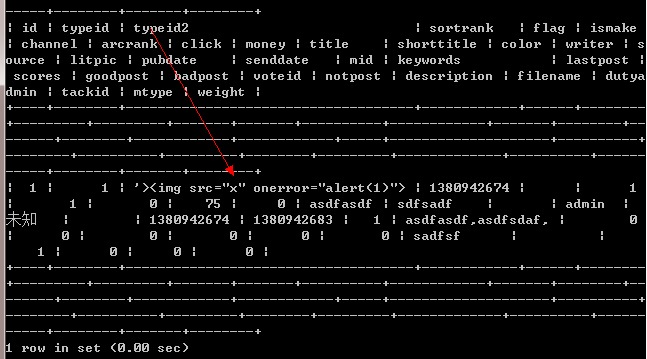 ------+--------+--------+--------+
| id | typeid | typeid2 | sortrank | flag | ismake
| channel | arcrank | click | money | title | shorttitle | color | writer | s
ource | litpic | pubdate | senddate | mid | keywords | lastpost |
scores | goodpost | badpost | voteid | notpost | description | filename | dutya
dmin | tackid | mtype | weight |
| 1 | 1 | '><img src="x" onerror="alert(1)"> | 1380942674 | | 1
| 1 | 0 | 75 | 0 | asdfasdf | sdfsadf | | admin |
未知 | | 1380942674 | 1380942683 | 1 | asdfasdf,asdfsdaf, | 0
| 0 | 0 | 0 | 0 | 0 | sadfsf | |
1 | 0 | 0 | 0 | 0 |
1 row in set (0.00 sec)